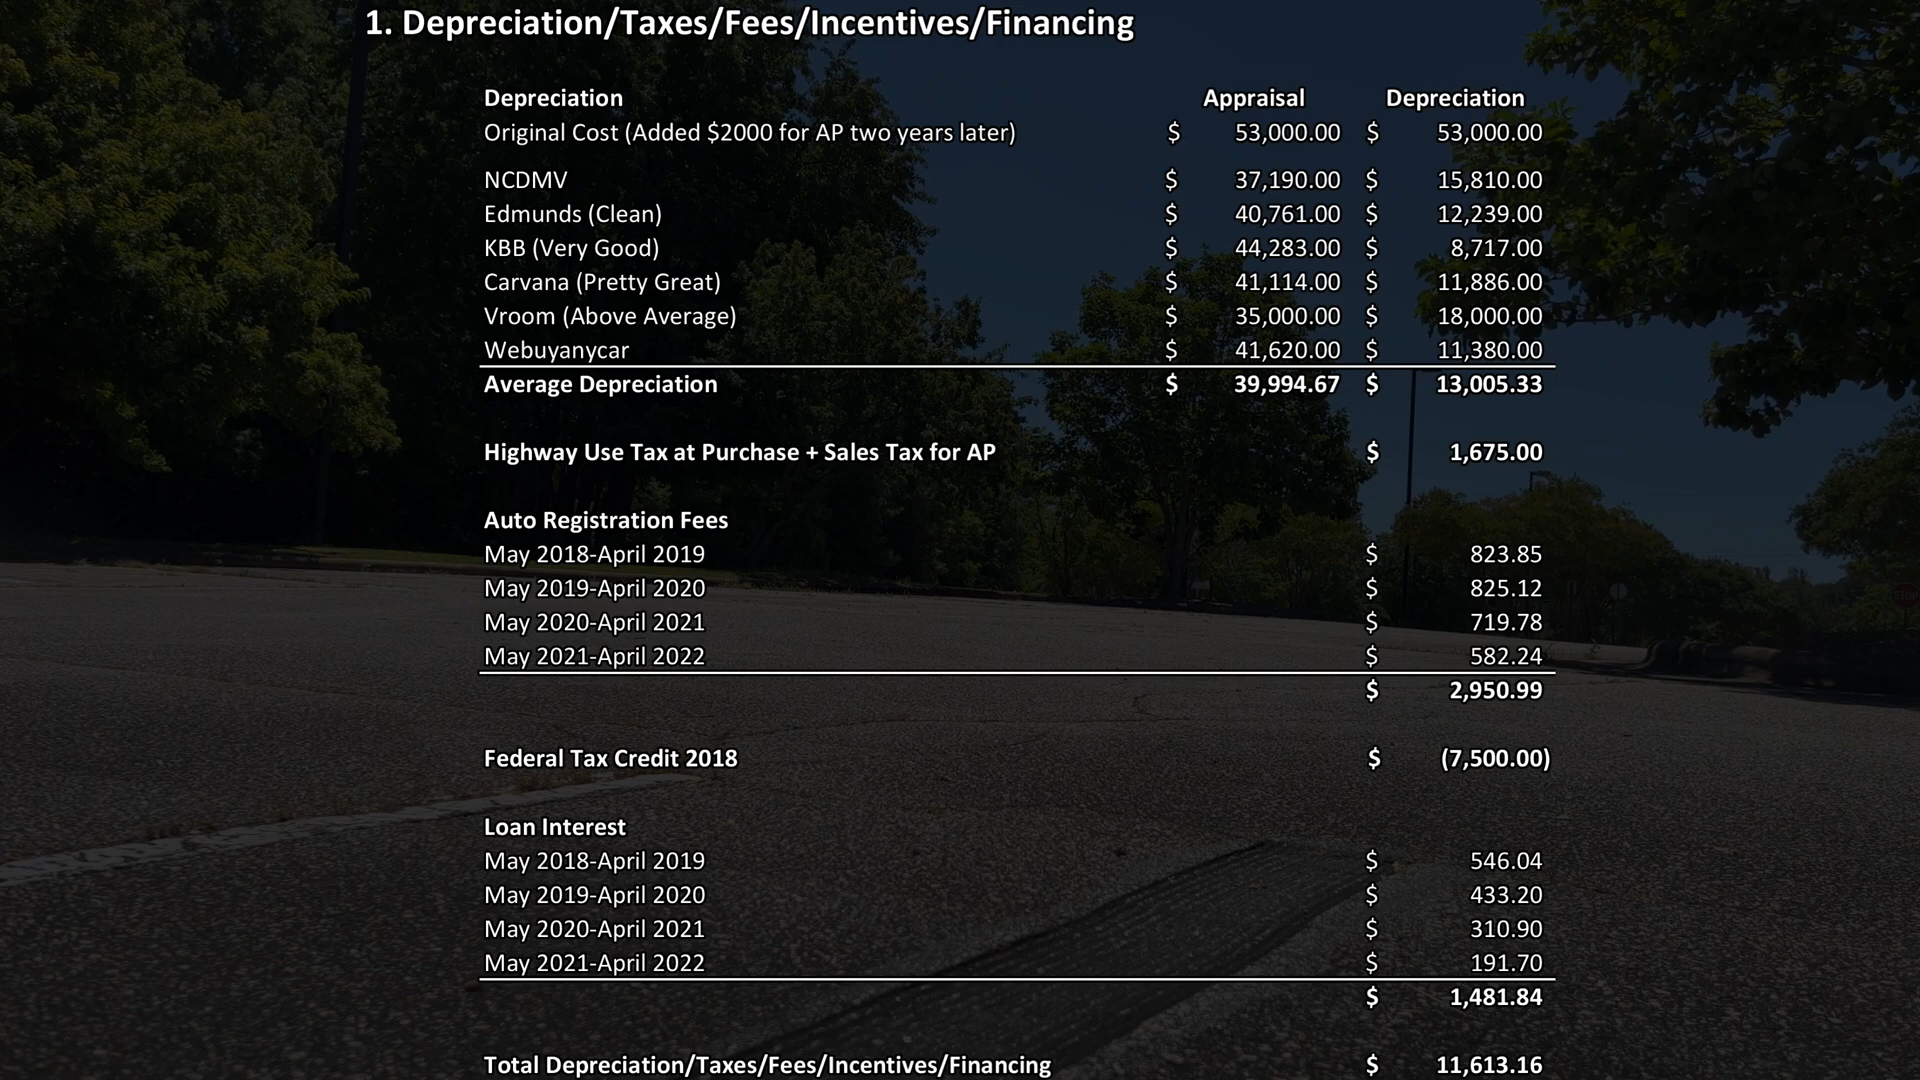 1. Depreciation/Taxes/Fees/Incentives/Financing
Depreciation Appraisal Depreciation
Original Cost (Added $2000 for AP two years later) $ 53,000.00 $ 53,000.00
NCDMV $ 37,190.00 $ 15,810.00
Edmunds (Clean) $ 40,761.00 $ 12,239.00
KBB (Very Good) $ 44,283.00 $ 8,717.00
Carvana (Pretty Great) $ 41,114.00 $ 11,886.00
Vroom (Above Average) $ 35,000.00 $ 18,000.00
Webuyanycar $ 41,620.00 $ 11,380.00
Average Depreciation $ 39,994.67 $ 13,005.33
Highway Use Tax at Purchase + Sales Tax for AP $ 1,675.00
Auto Registration Fees
May 2018-April 2019 $ 823.85
May 2019-April 2020 $ 825.12
May 2020-April 2021 $ 719.78
May 2021-April 2022 $ 582.24
$ 2,950.99
Federal Tax Credit 2018 $ (7,500.00)
Loan Interest
May 2018-April 2019 $ 546.04
May 2019-April 2020 $ 433.20
May 2020-April 2021 $ 310.90
May 2021-April 2022 $ 191.70
$ 1,481.84
Total Depreciation/Taxes/Fees/Incentives/Financing $ 11,613.16
STOP